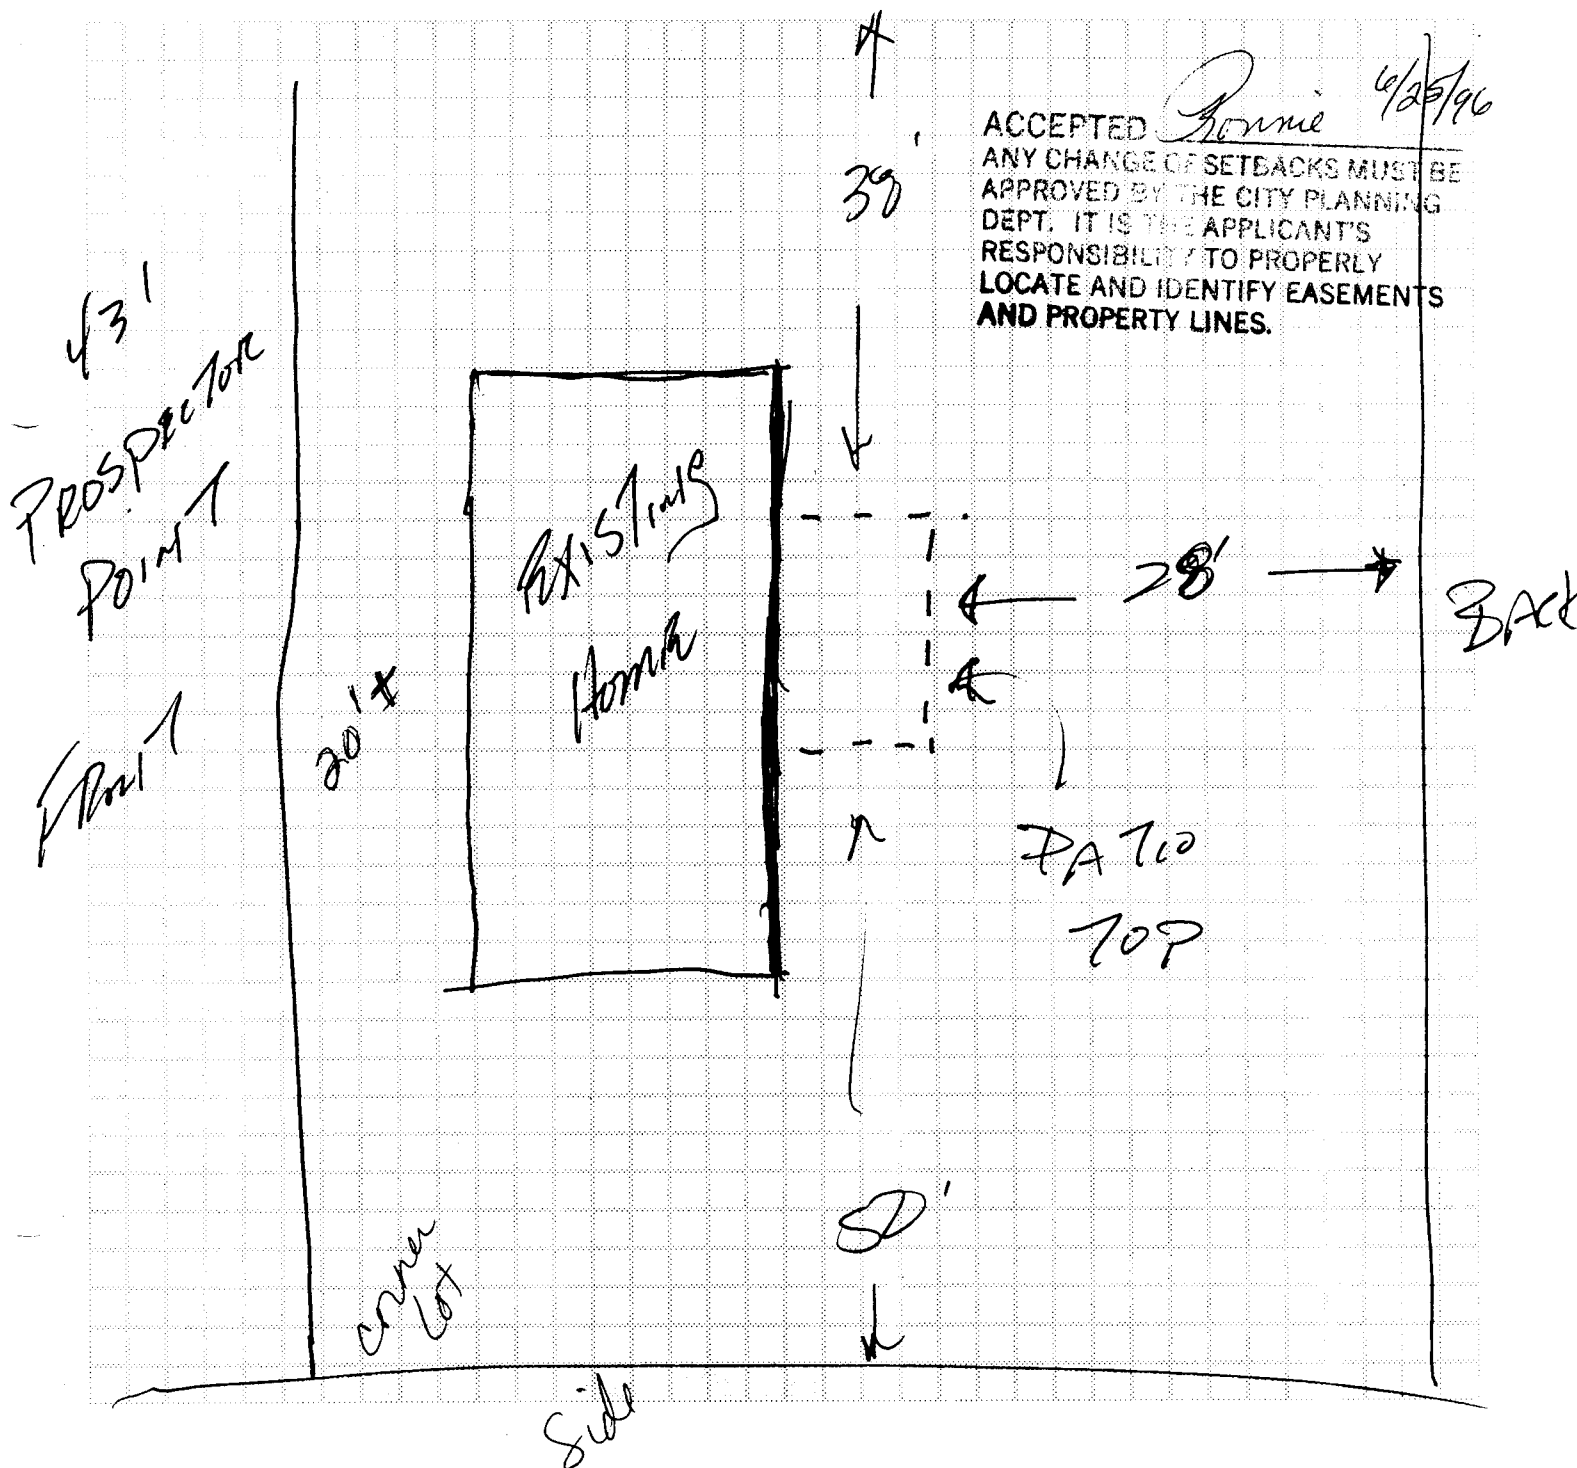 ACCEPTED Ronnie 6/25/96
ANY CHANGE OF SETBACKS MUST BE
APPROVED BY THE CITY PLANNING
DEPT. IT IS THE APPLICANT'S
RESPONSIBILITY TO PROPERLY
LOCATE AND IDENTIFY EASEMENTS
AND PROPERTY LINES.
38'
431
PROSPECTOR
POINT
FRONT
20'±
EXISTING
HOME
28'
BACK
PATIO
TOP
50'
corner
lot
Side